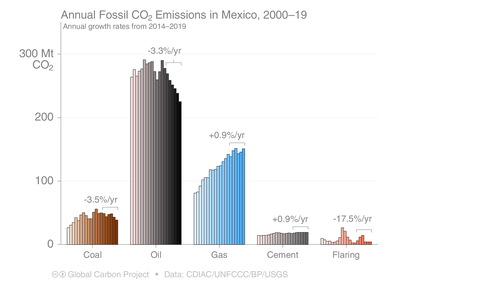 Annual Fossil CO₂ Emissions in Mexico, 2000–19
Annual growth rates from 2014–2019
300 Mt
CO₂
200
100
0
-3.5%/yr
-3.3%/yr
+0.9%/yr
+0.9%/yr
-17.5%/yr
Coal
Oil
Gas
Cement
Flaring
Global Carbon Project • Data: CDIAC/UNFCCC/BP/USGS